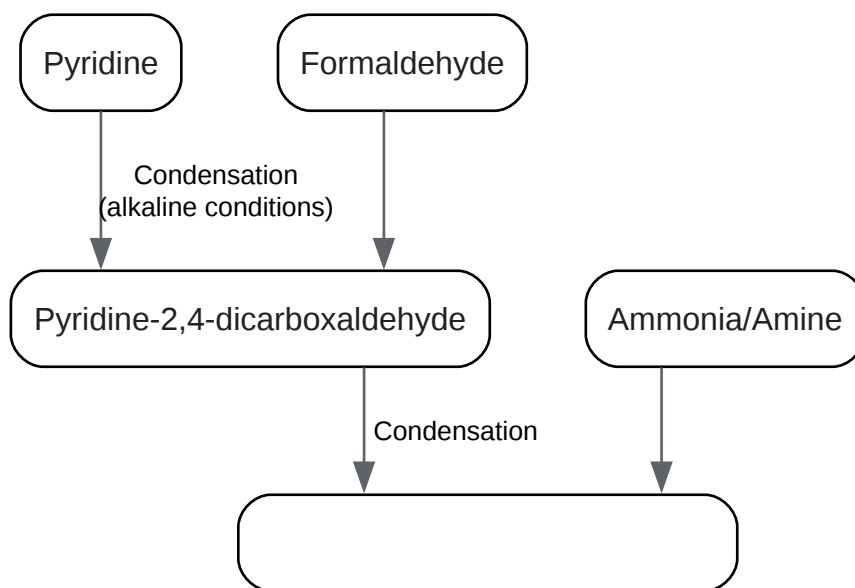 Pyridine
Formaldehyde
Condensation
(alkaline conditions)
Pyridine-2,4-dicarboxaldehyde
Ammonia/Amine
Condensation